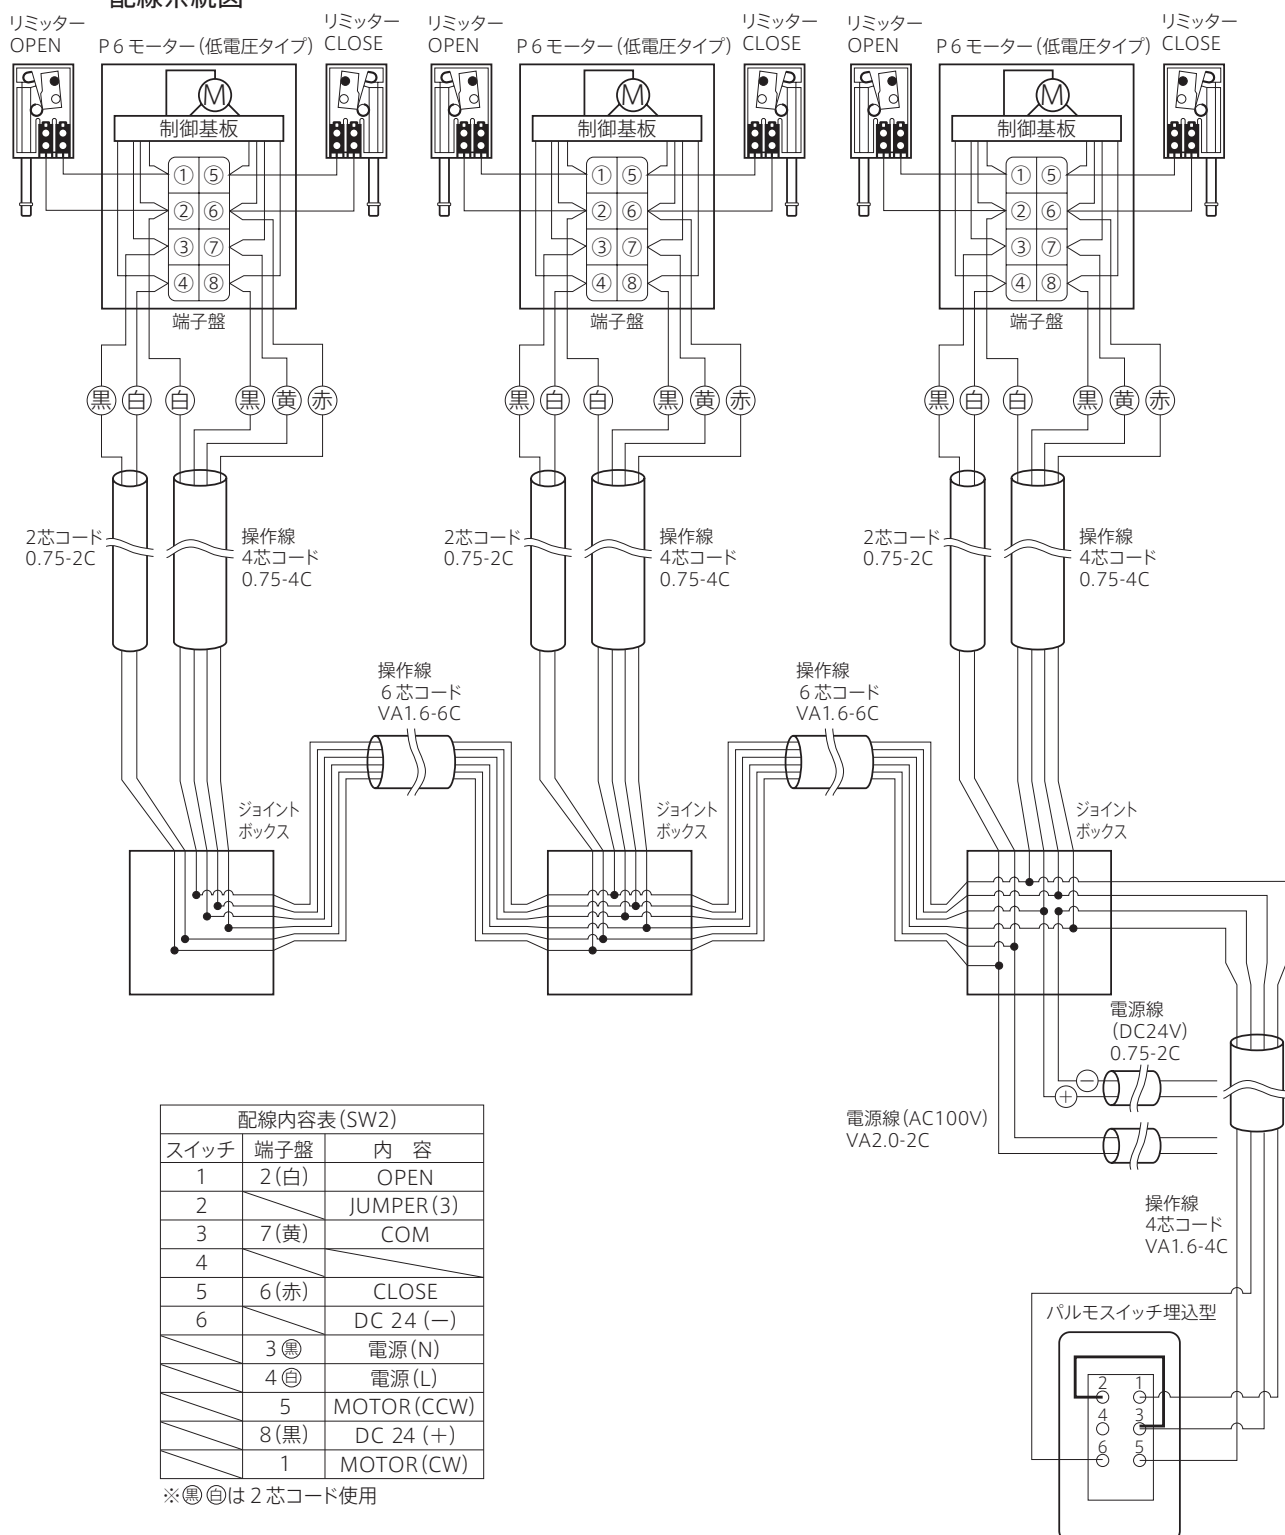 配線系統図
リミッター
OPEN
P6モーター(低電圧タイプ)
リミッター
CLOSE
リミッター
OPEN
P6モーター(低電圧タイプ)
リミッター
CLOSE
リミッター
OPEN
P6モーター(低電圧タイプ)
リミッター
CLOSE
M
制御基板
① ⑤
② ⑥
③ ⑦
④ ⑧
端子盤
M
制御基板
① ⑤
② ⑥
③ ⑦
④ ⑧
端子盤
M
制御基板
① ⑤
② ⑥
③ ⑦
④ ⑧
端子盤
黒 白 白 黒 黄 赤
黒 白 白 黒 黄 赤
黒 白 白 黒 黄 赤
2芯コード
0.75-2C
操作線
4芯コード
0.75-4C
2芯コード
0.75-2C
操作線
4芯コード
0.75-4C
2芯コード
0.75-2C
操作線
4芯コード
0.75-4C
操作線
6芯コード
VA1.6-6C
操作線
6芯コード
VA1.6-6C
ジョイント
ボックス
ジョイント
ボックス
ジョイント
ボックス
電源線
(DC24V)
0.75-2C
−
+
電源線(AC100V)
VA2.0-2C
操作線
4芯コード
VA1.6-4C
パルモスイッチ埋込型
2 1
4 3
6 5
配線内容表(SW2)
スイッチ 端子盤 内 容
1 2(白) OPEN
2 JUMPER(3)
3 7(黄) COM
4
5 6(赤) CLOSE
6 DC 24 (−)
3黒 電源(N)
4白 電源(L)
5 MOTOR(CCW)
8(黒) DC 24 (+)
1 MOTOR(CW)
※黒白は2芯コード使用